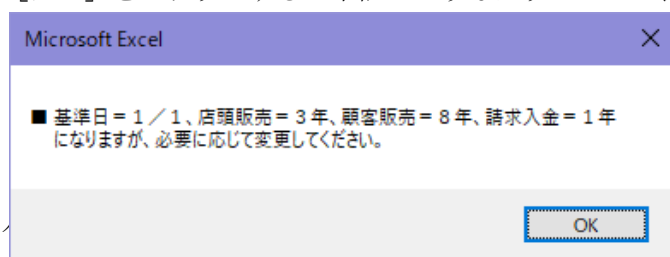 Microsoft Excel
■ 基準日＝１／１、店頭販売＝３年、顧客販売＝８年、請求入金＝１年
になりますが、必要に応じて変更してください。
OK